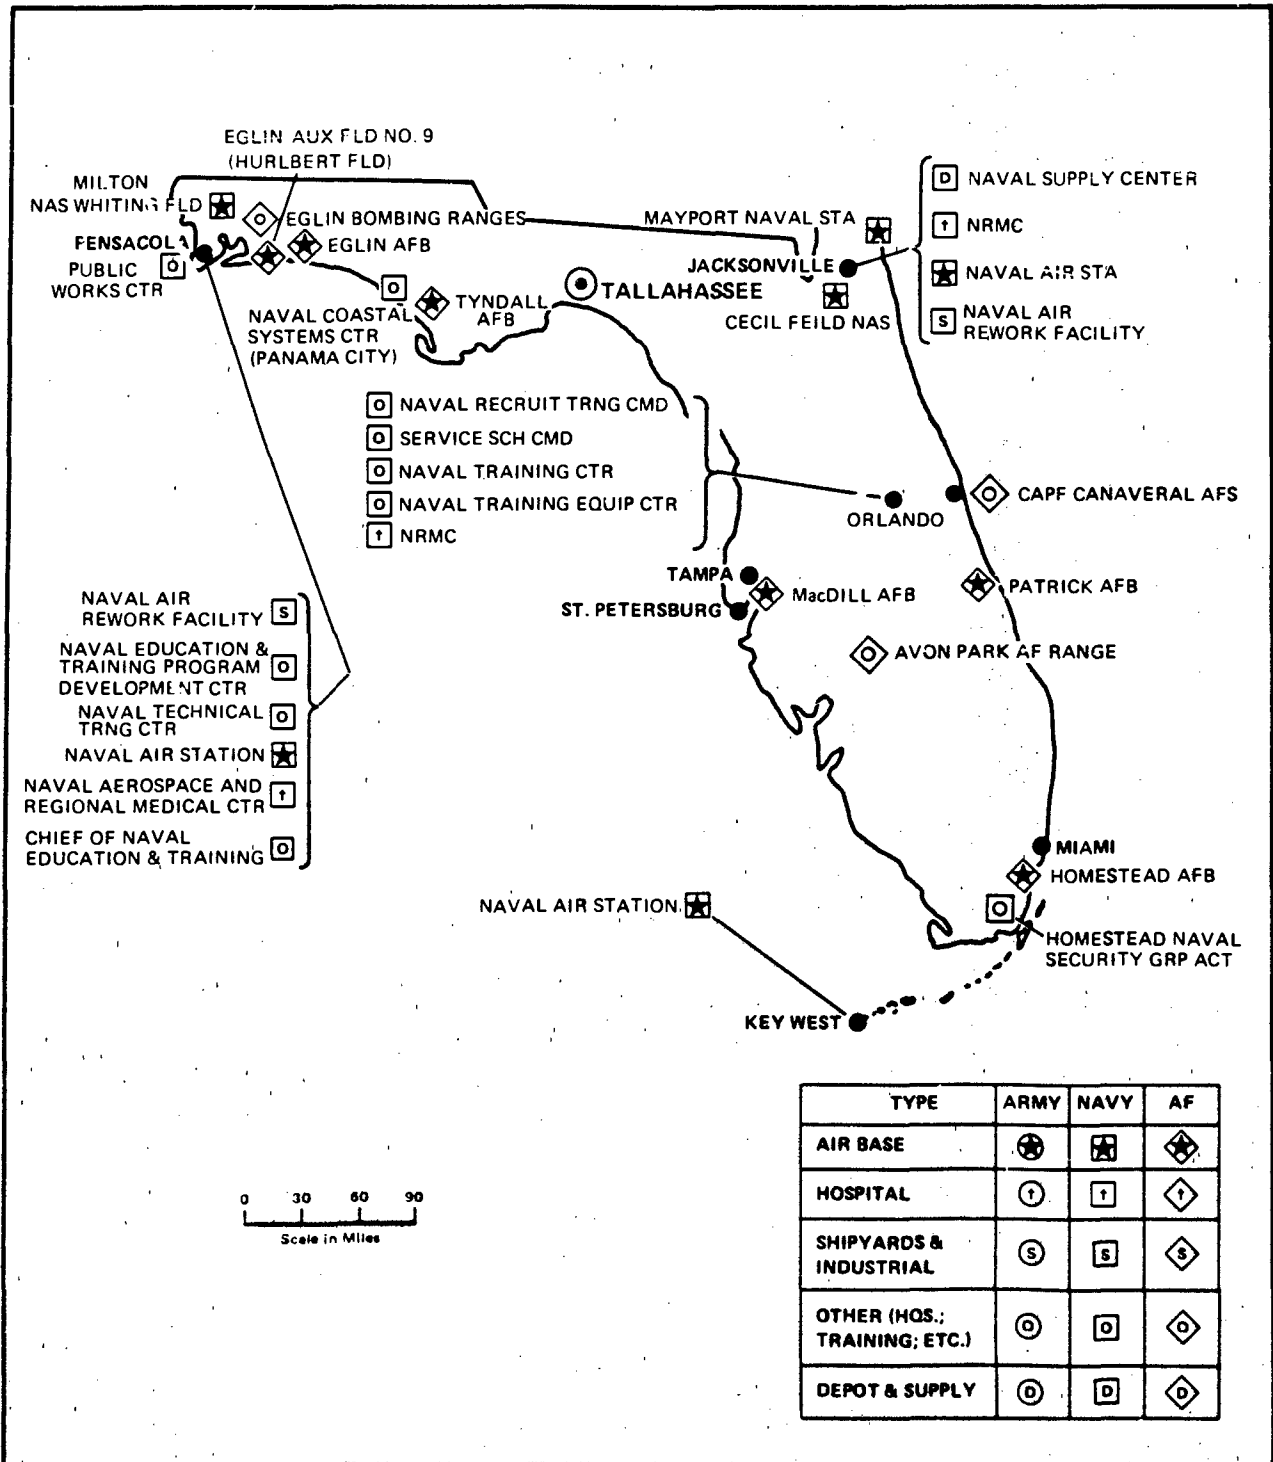 EGLIN AUX FLD NO. 9
(HURLBERT FLD)
MILTON
NAS WHITING FLD
EGLIN BOMBING RANGES
FENSACOLA
EGLIN AFB
PUBLIC
WORKS CTR
NAVAL COASTAL
SYSTEMS CTR
(PANAMA CITY)
TYNDALL
AFB
TALLAHASSEE
MAYPORT NAVAL STA
JACKSONVILLE
CECIL FEILD NAS
D NAVAL SUPPLY CENTER
† NRMC
NAVAL AIR STA
S NAVAL AIR
REWORK FACILITY
O NAVAL RECRUIT TRNG CMD
O SERVICE SCH CMD
O NAVAL TRAINING CTR
O NAVAL TRAINING EQUIP CTR
† NRMC
ORLANDO
CAPF CANAVERAL AFS
TAMPA
ST. PETERSBURG
MacDILL AFB
PATRICK AFB
AVON PARK AF RANGE
NAVAL AIR
REWORK FACILITY S
NAVAL EDUCATION &
TRAINING PROGRAM O
DEVELOPMENT CTR
NAVAL TECHNICAL O
TRNG CTR
NAVAL AIR STATION
NAVAL AEROSPACE AND
REGIONAL MEDICAL CTR †
CHIEF OF NAVAL
EDUCATION & TRAINING O
MIAMI
HOMESTEAD AFB
HOMESTEAD NAVAL
SECURITY GRP ACT
NAVAL AIR STATION
KEY WEST
0 30 60 90
Scale in Miles
TYPE ARMY NAVY AF
AIR BASE
HOSPITAL † † †
SHIPYARDS &
INDUSTRIAL S S S
OTHER (HQS.;
TRAINING; ETC.) O O O
DEPOT & SUPPLY D D D